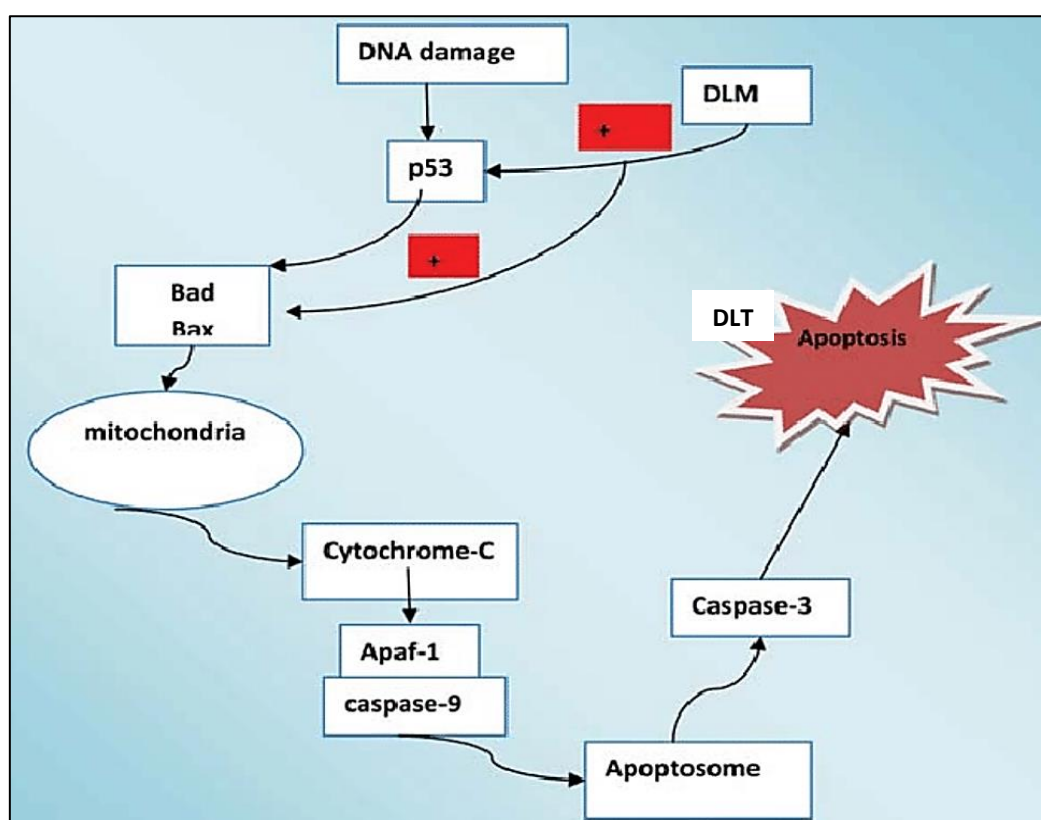 DNA damage
DLM
+
p53
+
Bad
Bax
DLT
Apoptosis
mitochondria
Cytochrome-C
Caspase-3
Apaf-1
caspase-9
Apoptosome